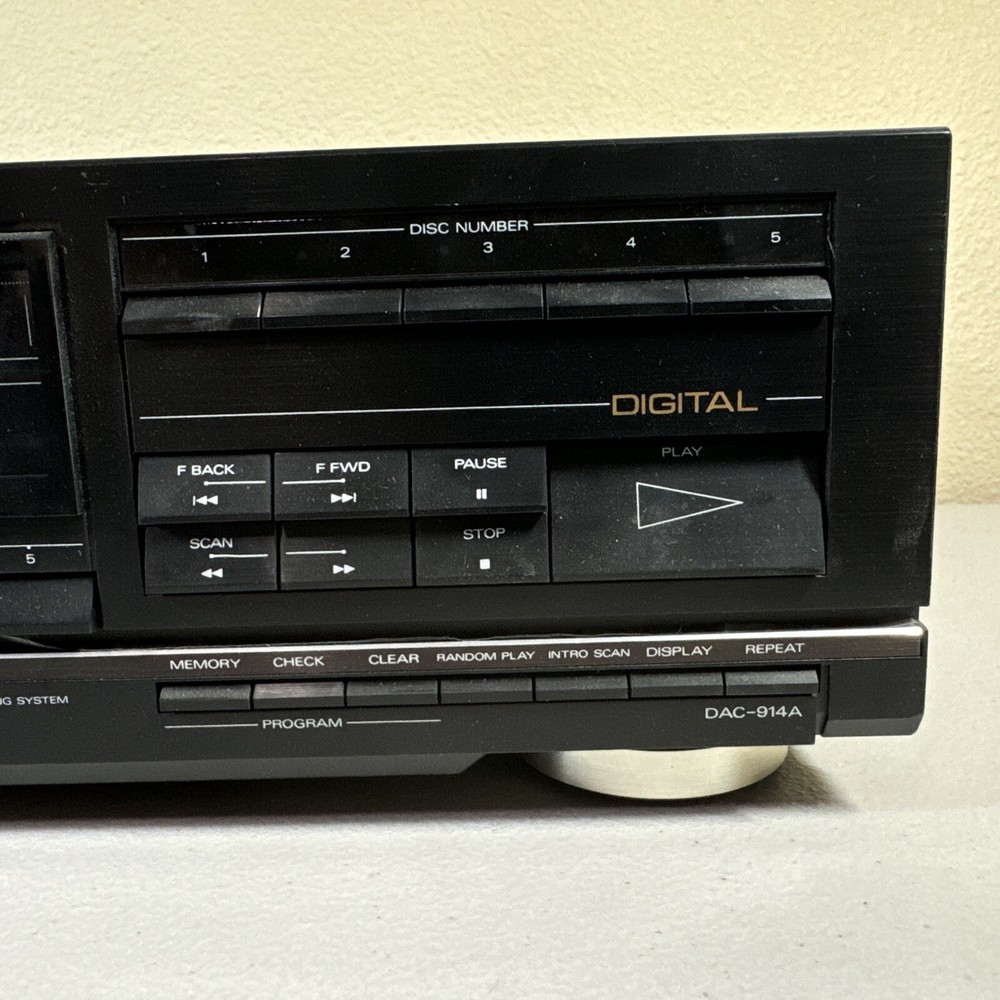 DISC NUMBER
1 2 3 4 5
DIGITAL
F BACK F FWD PAUSE PLAY
SCAN STOP
5
MEMORY CHECK CLEAR RANDOM PLAY INTRO SCAN DISPLAY REPEAT
SYSTEM
PROGRAM
DAC-914A